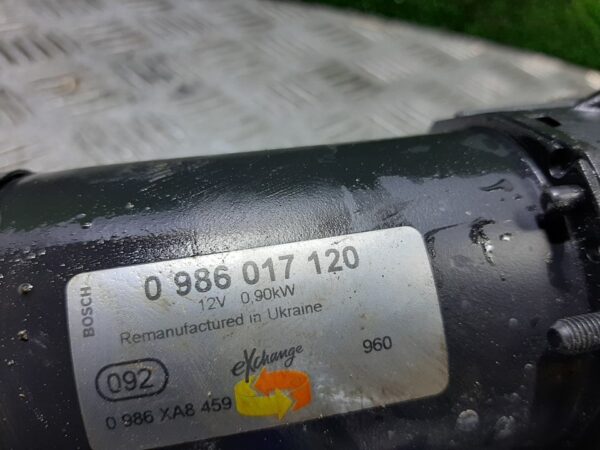 BOSCH
0 986 017 120
12V 0,90kW
Remanufactured in Ukraine
eXchange
960
092
0 986 XA8 459